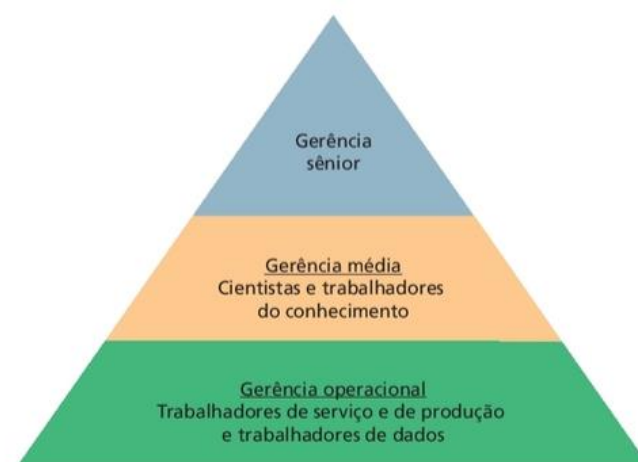 Gerência
sênior
Gerência média
Cientistas e trabalhadores
do conhecimento
Gerência operacional
Trabalhadores de serviço e de produção
e trabalhadores de dados